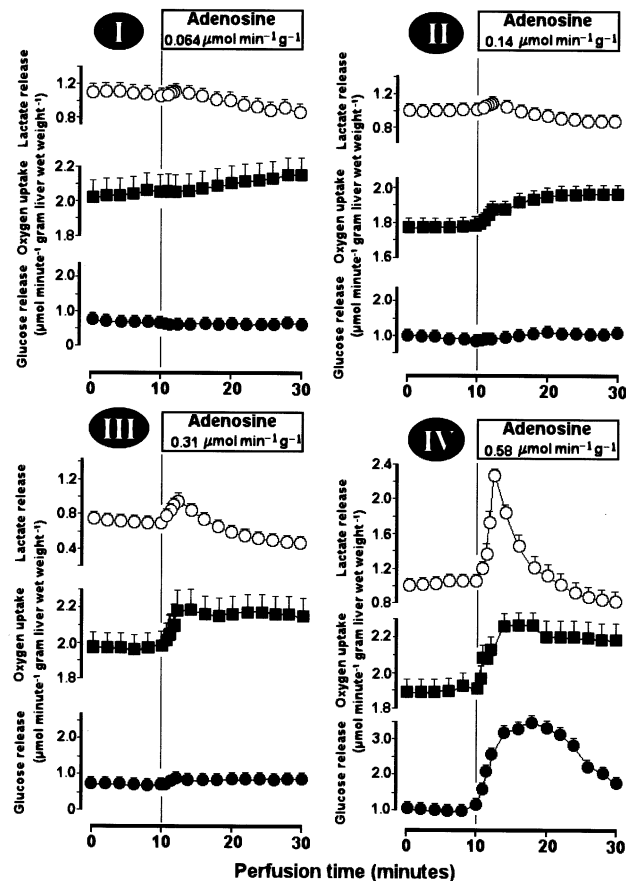 I
Adenosine
0.064 µmol min⁻¹ g⁻¹
Lactate release
1.2
0.8
Oxygen uptake
(µmol minute⁻¹ gram liver wet weight⁻¹)
2.2
2.0
1.8
Glucose release
2.0
1.0
0
0 10 20 30
II
Adenosine
0.14 µmol min⁻¹ g⁻¹
Lactate release
1.2
0.8
Oxygen uptake
(µmol minute⁻¹ gram liver wet weight⁻¹)
2.0
1.8
1.6
Glucose release
2.0
1.0
0 10 20 30
III
Adenosine
0.31 µmol min⁻¹ g⁻¹
Lactate release
1.2
0.8
0.4
Oxygen uptake
(µmol minute⁻¹ gram liver wet weight⁻¹)
2.2
2.0
1.8
Glucose release
2.0
1.0
0
0 10 20 30
IV
Adenosine
0.58 µmol min⁻¹ g⁻¹
Lactate release
2.4
2.0
1.6
1.2
0.8
Oxygen uptake
(µmol minute⁻¹ gram liver wet weight⁻¹)
2.2
2.0
1.8
Glucose release
3.0
2.0
1.0
0 10 20 30
Perfusion time (minutes)